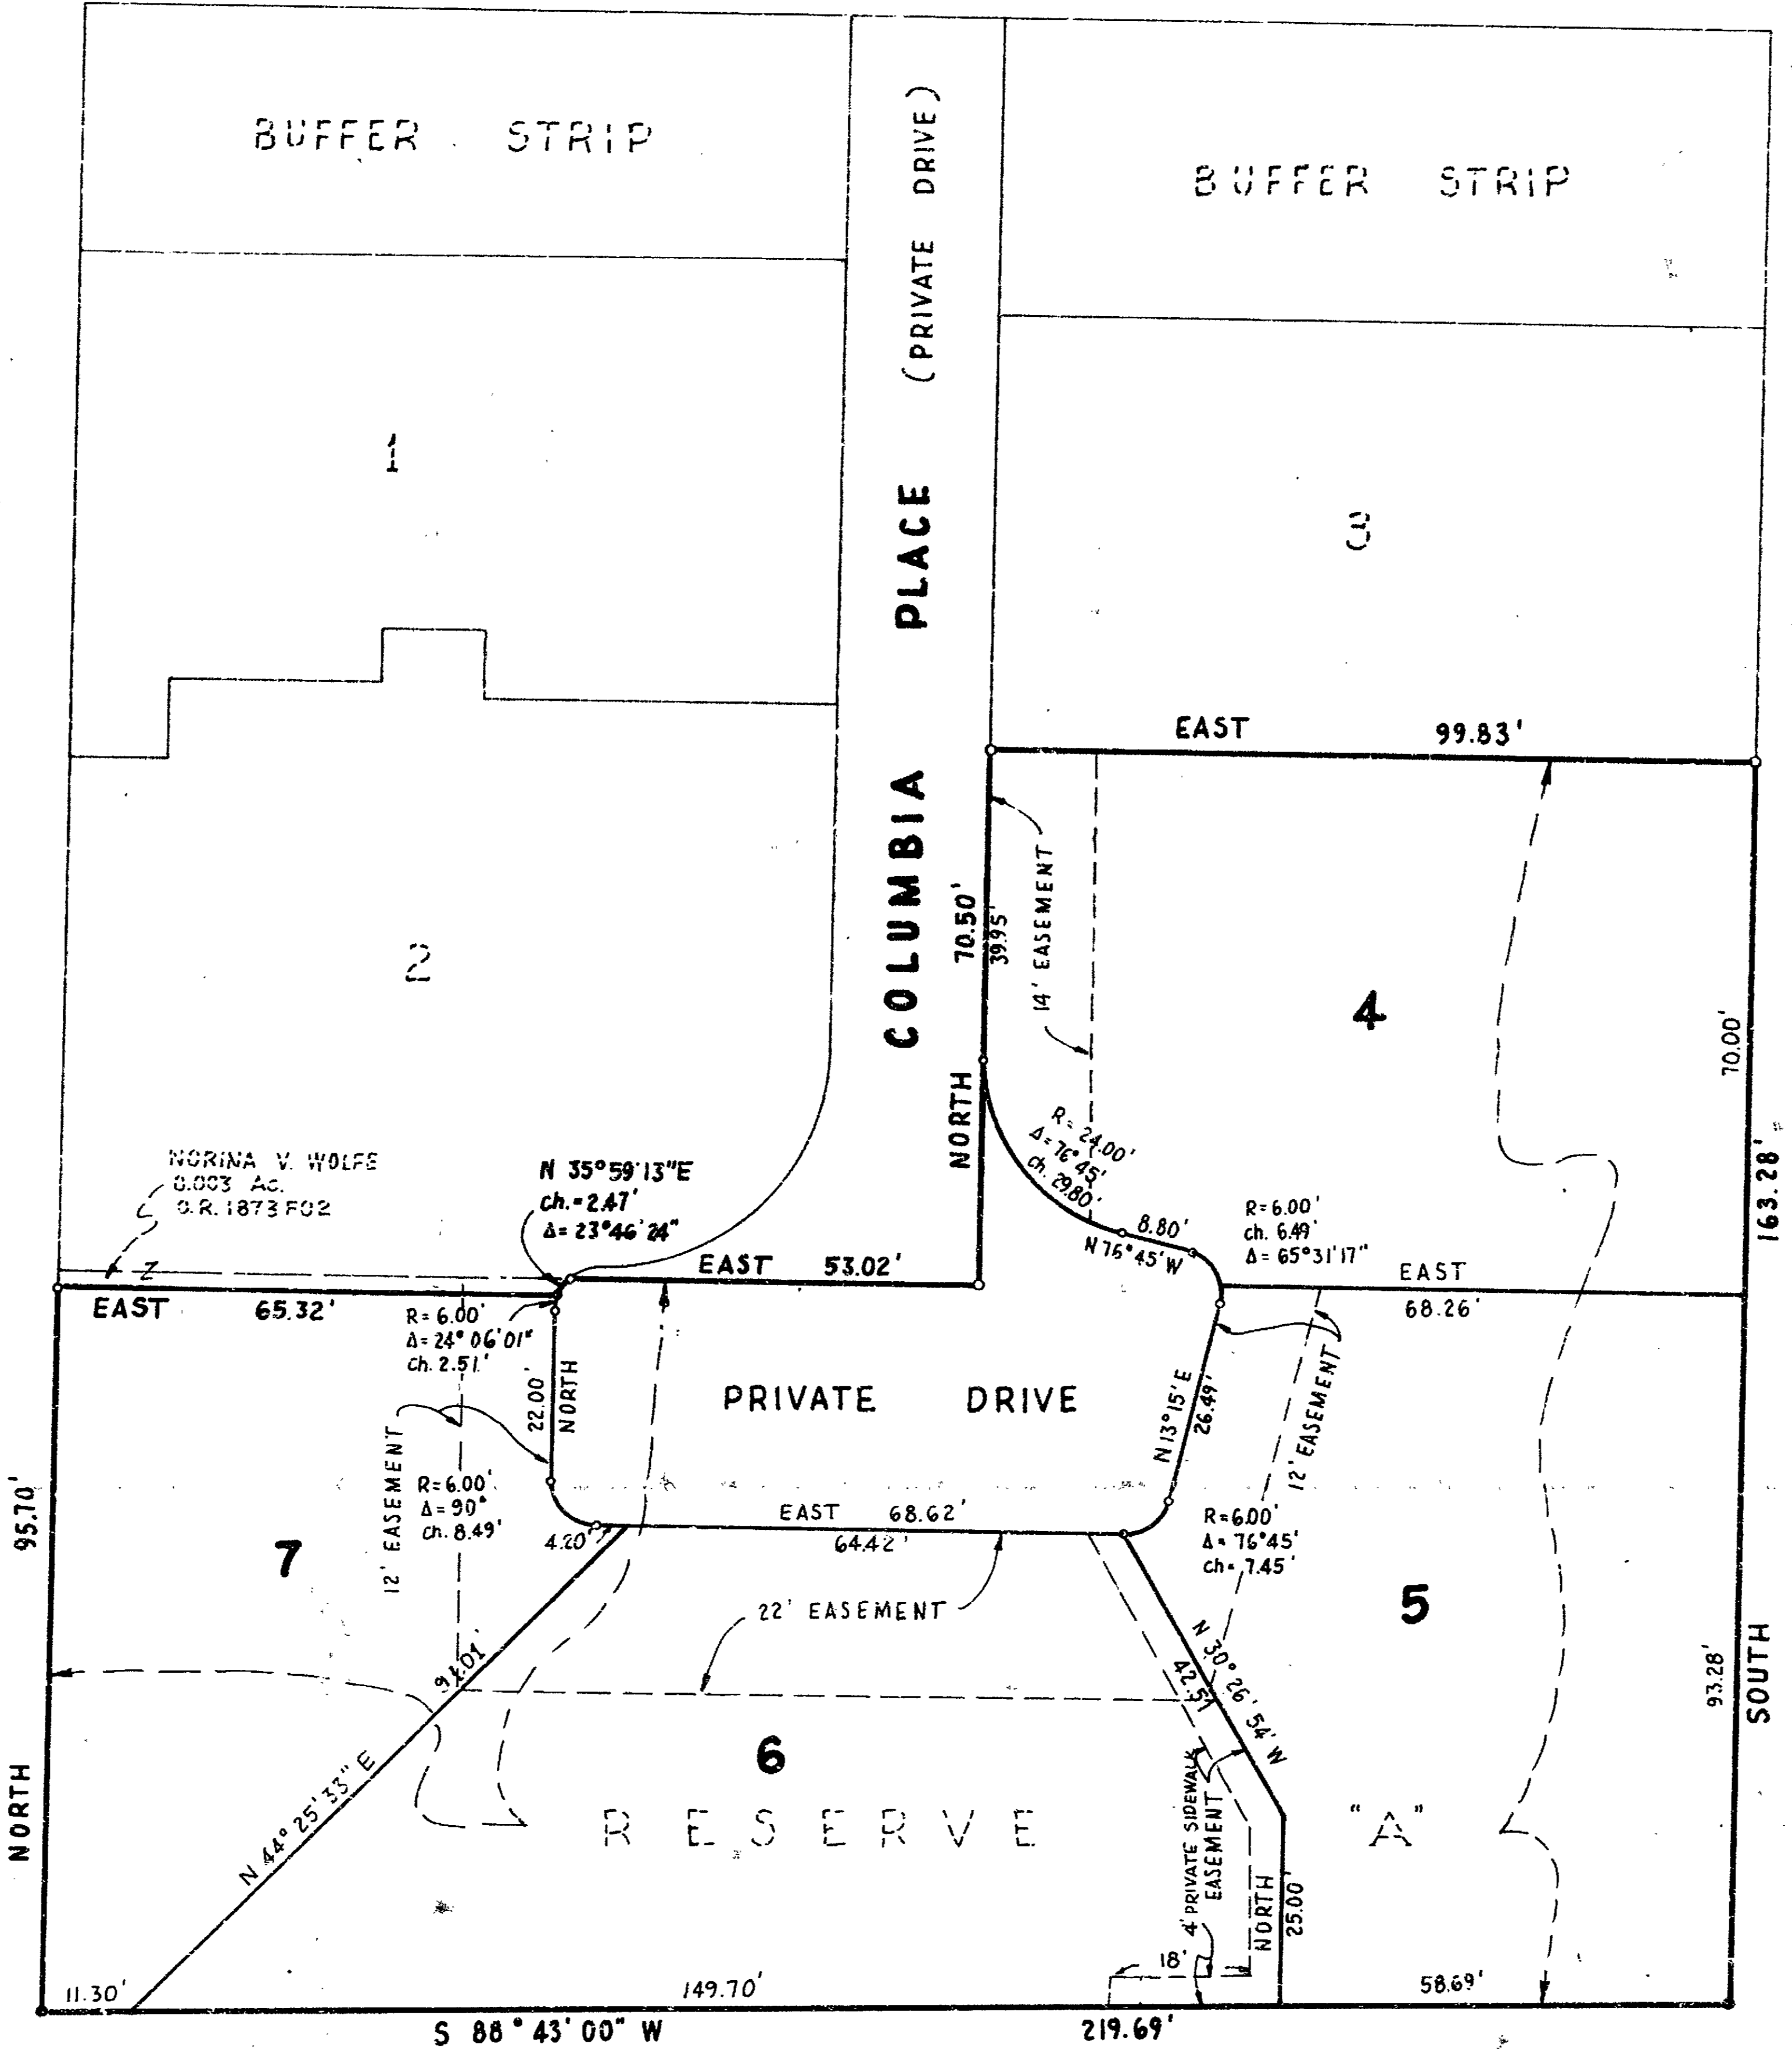 BUFFER STRIP
BUFFER STRIP
COLUMBIA PLACE (PRIVATE DRIVE)
1
3
EAST 99.83'
2
70.50'
39.95'
NORTH
14' EASEMENT
4
70.00'
163.28'
SOUTH
93.28'
NORINA V. WOLFE
0.003 Ac.
O.R. 1873 F02
N 35°59'13"E
ch.=2.47'
Δ=23°46'24"
R=24.00'
Δ=76°45'
ch. 29.80'
8.80'
N 76°45'W
R=6.00'
ch. 6.49'
Δ=65°31'17"
EAST 53.02'
EAST
68.26'
EAST 65.32'
R=6.00'
Δ=24°06'01"
ch. 2.51'
22.00
NORTH
PRIVATE DRIVE
N 13°15'E
26.49'
12' EASEMENT
12' EASEMENT
R=6.00'
Δ=90°
ch. 8.49'
4.20'
EAST 68.62'
64.42'
R=6.00'
Δ=76°45'
ch=7.45'
95.70'
NORTH
7
22' EASEMENT
5
N 30°26'54"W
42.51
N 44°25'33"E
6
RESERVE "A"
4' PRIVATE SIDEWALK
EASEMENT
NORTH
25.00'
18'
11.30'
149.70'
58.69'
S 88°43'00" W 219.69'